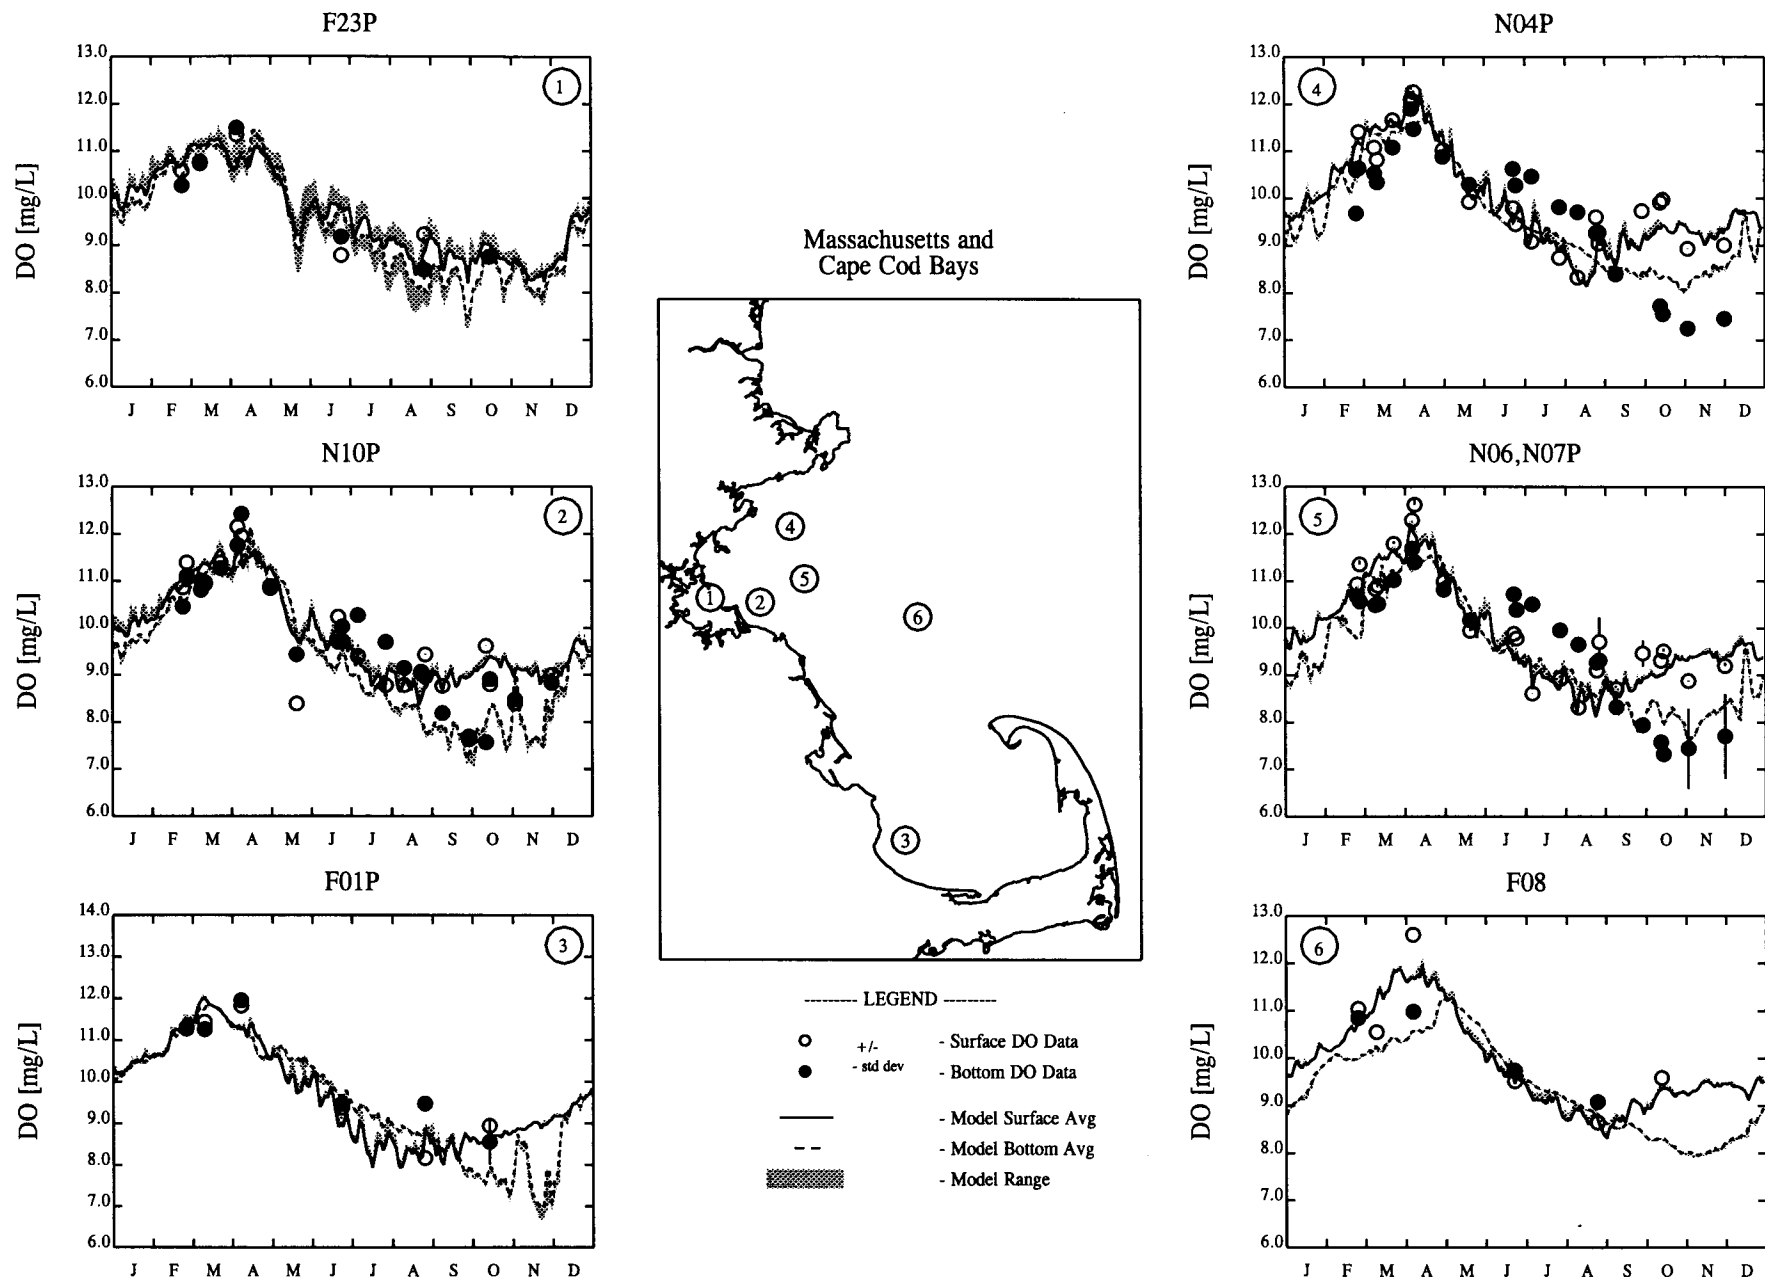 F23P
13.0
12.0
11.0
10.0
9.0
8.0
7.0
6.0
DO [mg/L]
1
J F M A M J J A S O N D
N10P
13.0
12.0
11.0
10.0
9.0
8.0
7.0
6.0
DO [mg/L]
2
J F M A M J J A S O N D
F01P
14.0
13.0
12.0
11.0
10.0
9.0
8.0
7.0
6.0
DO [mg/L]
3
J F M A M J J A S O N D
Massachusetts and
Cape Cod Bays
4
5
1
2
6
3
--------- LEGEND ---------
+/-
- std dev
- Surface DO Data
- Bottom DO Data
- Model Surface Avg
- Model Bottom Avg
- Model Range
N04P
13.0
12.0
11.0
10.0
9.0
8.0
7.0
6.0
DO [mg/L]
4
J F M A M J J A S O N D
N06,N07P
13.0
12.0
11.0
10.0
9.0
8.0
7.0
6.0
DO [mg/L]
5
J F M A M J J A S O N D
F08
13.0
12.0
11.0
10.0
9.0
8.0
7.0
6.0
DO [mg/L]
6
J F M A M J J A S O N D